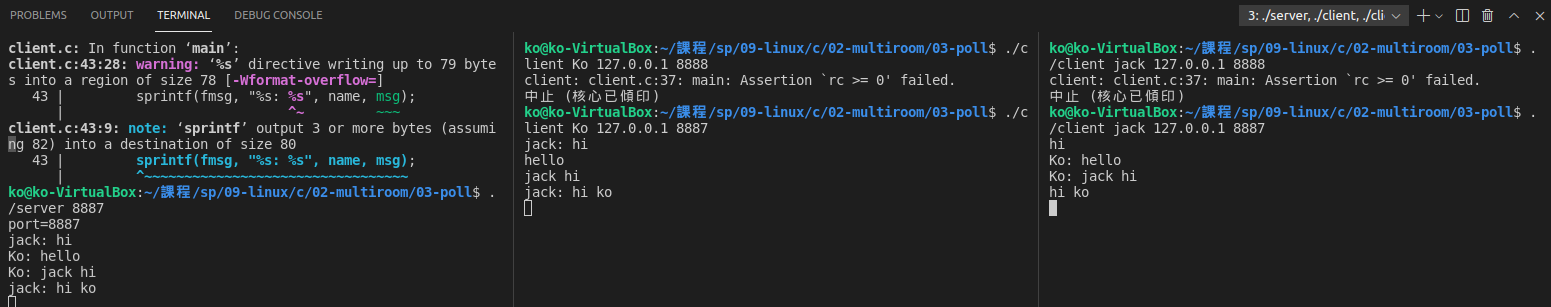 PROBLEMS OUTPUT TERMINAL DEBUG CONSOLE
3: ./server, ./client, ./cli
client.c: In function ‘main’:
client.c:43:28: warning: ‘%s’ directive writing up to 79 byte
s into a region of size 78 [-Wformat-overflow=]
43 | sprintf(fmsg, "%s: %s", name, msg);
| ^~ ~~~
client.c:43:9: note: ‘sprintf’ output 3 or more bytes (assumi
ng 82) into a destination of size 80
43 | sprintf(fmsg, "%s: %s", name, msg);
| ^~~~~~~~~~~~~~~~~~~~~~~~~~~~~~~~~~
ko@ko-VirtualBox:~/課程/sp/09-linux/c/02-multiroom/03-poll$ .
/server 8887
port=8887
jack: hi
Ko: hello
Ko: jack hi
jack: hi ko
ko@ko-VirtualBox:~/課程/sp/09-linux/c/02-multiroom/03-poll$ ./c
lient Ko 127.0.0.1 8888
client: client.c:37: main: Assertion `rc >= 0' failed.
中止 (核心已傾印)
ko@ko-VirtualBox:~/課程/sp/09-linux/c/02-multiroom/03-poll$ ./c
lient Ko 127.0.0.1 8887
jack: hi
hello
jack hi
jack: hi ko
ko@ko-VirtualBox:~/課程/sp/09-linux/c/02-multiroom/03-poll$ .
/client jack 127.0.0.1 8888
client: client.c:37: main: Assertion `rc >= 0' failed.
中止 (核心已傾印)
ko@ko-VirtualBox:~/課程/sp/09-linux/c/02-multiroom/03-poll$ .
/client jack 127.0.0.1 8887
hi
Ko: hello
Ko: jack hi
hi ko